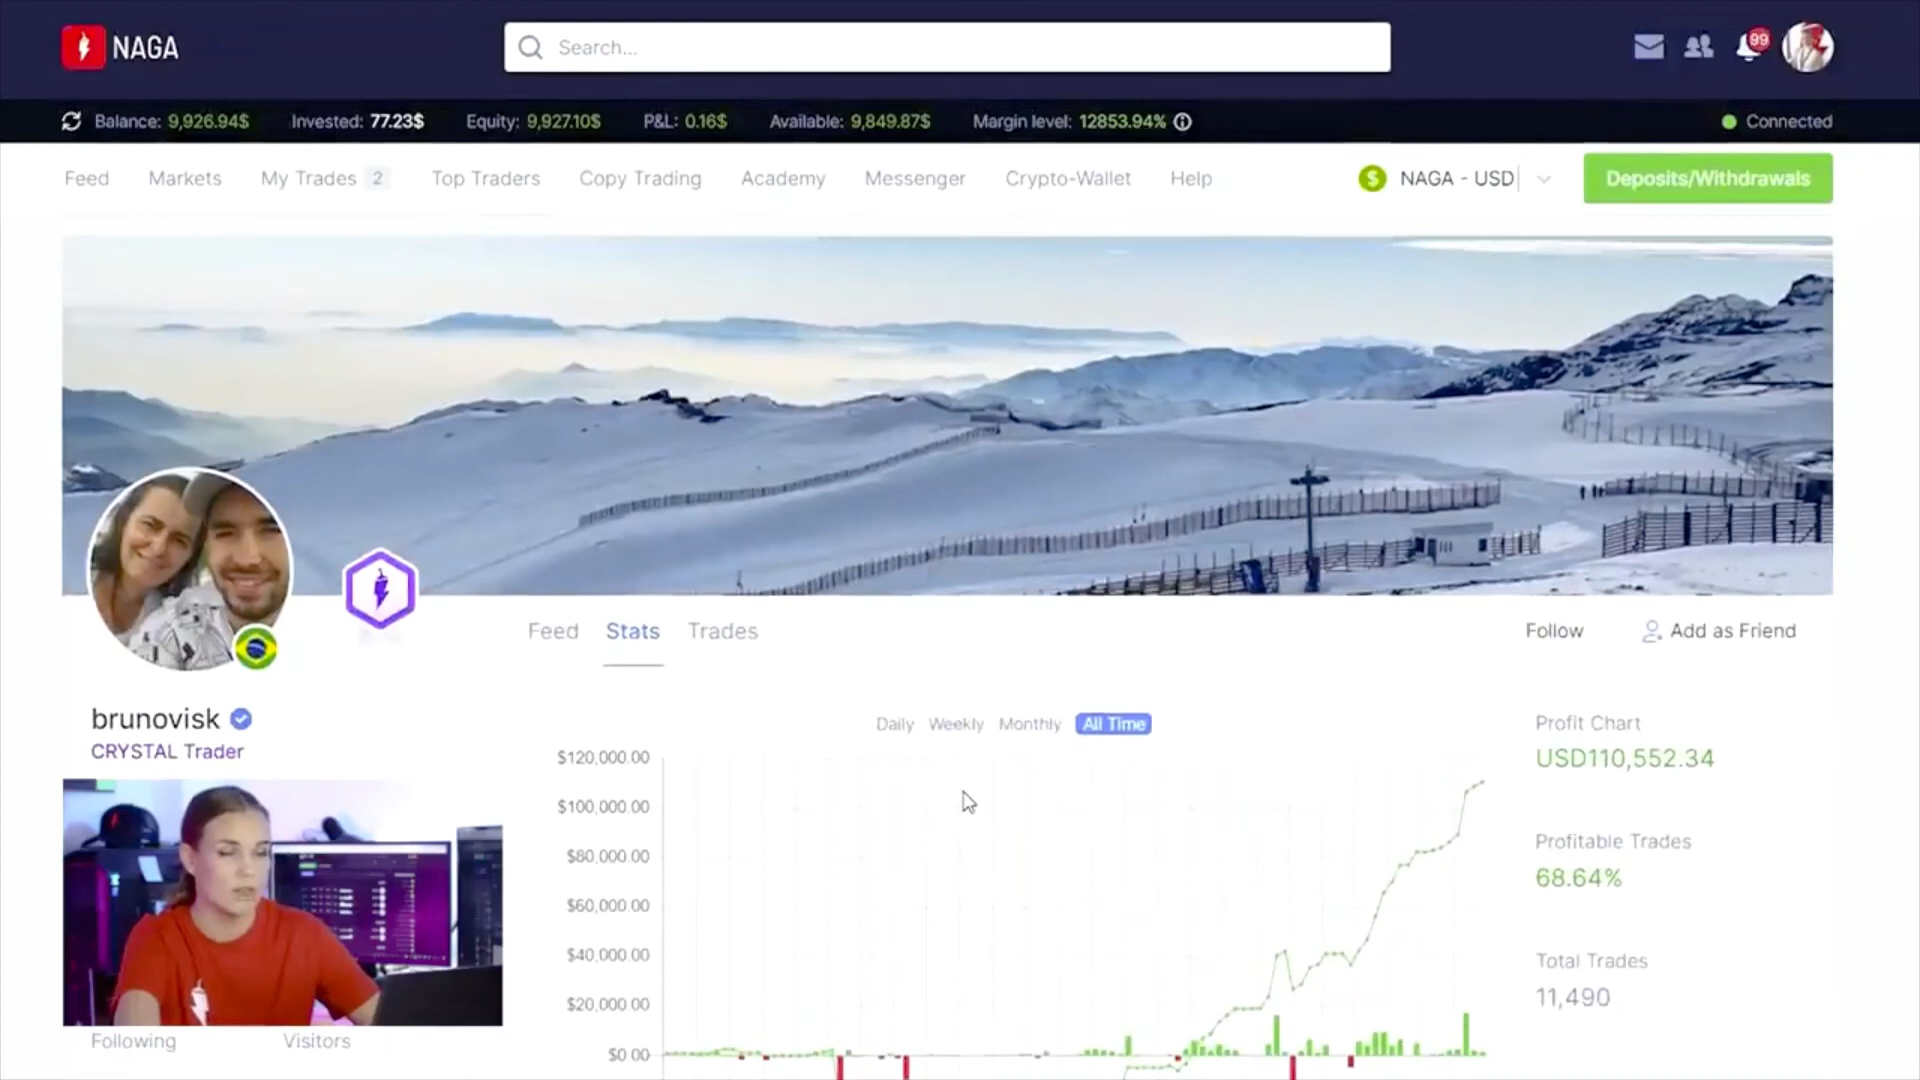 NAGA
Search...
99
Balance: 9,926.94$ Invested: 77.23$ Equity: 9,927.10$ P&L: 0.16$ Available: 9,849.87$ Margin level: 12853.94% Connected
Feed Markets My Trades 2 Top Traders Copy Trading Academy Messenger Crypto-Wallet Help $ NAGA - USD Deposits/Withdrawals
Feed Stats Trades Follow Add as Friend
brunovisk
CRYSTAL Trader
Following Visitors
Daily Weekly Monthly All Time
$120,000.00
$100,000.00
$80,000.00
$60,000.00
$40,000.00
$20,000.00
$0.00
Profit Chart
USD110,552.34
Profitable Trades
68.64%
Total Trades
11,490